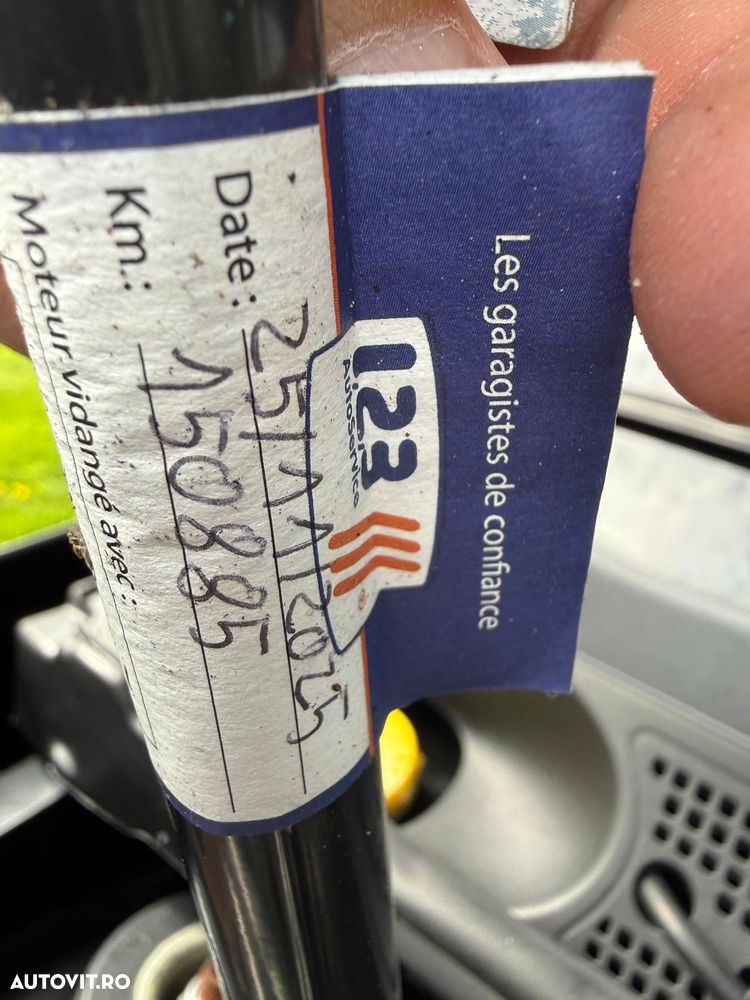 Les garagistes de confiance
123
AutoService
®
Date: 25/11/2025
Km.: 150885
Moteur vidangé avec:
AUTOVIT.RO